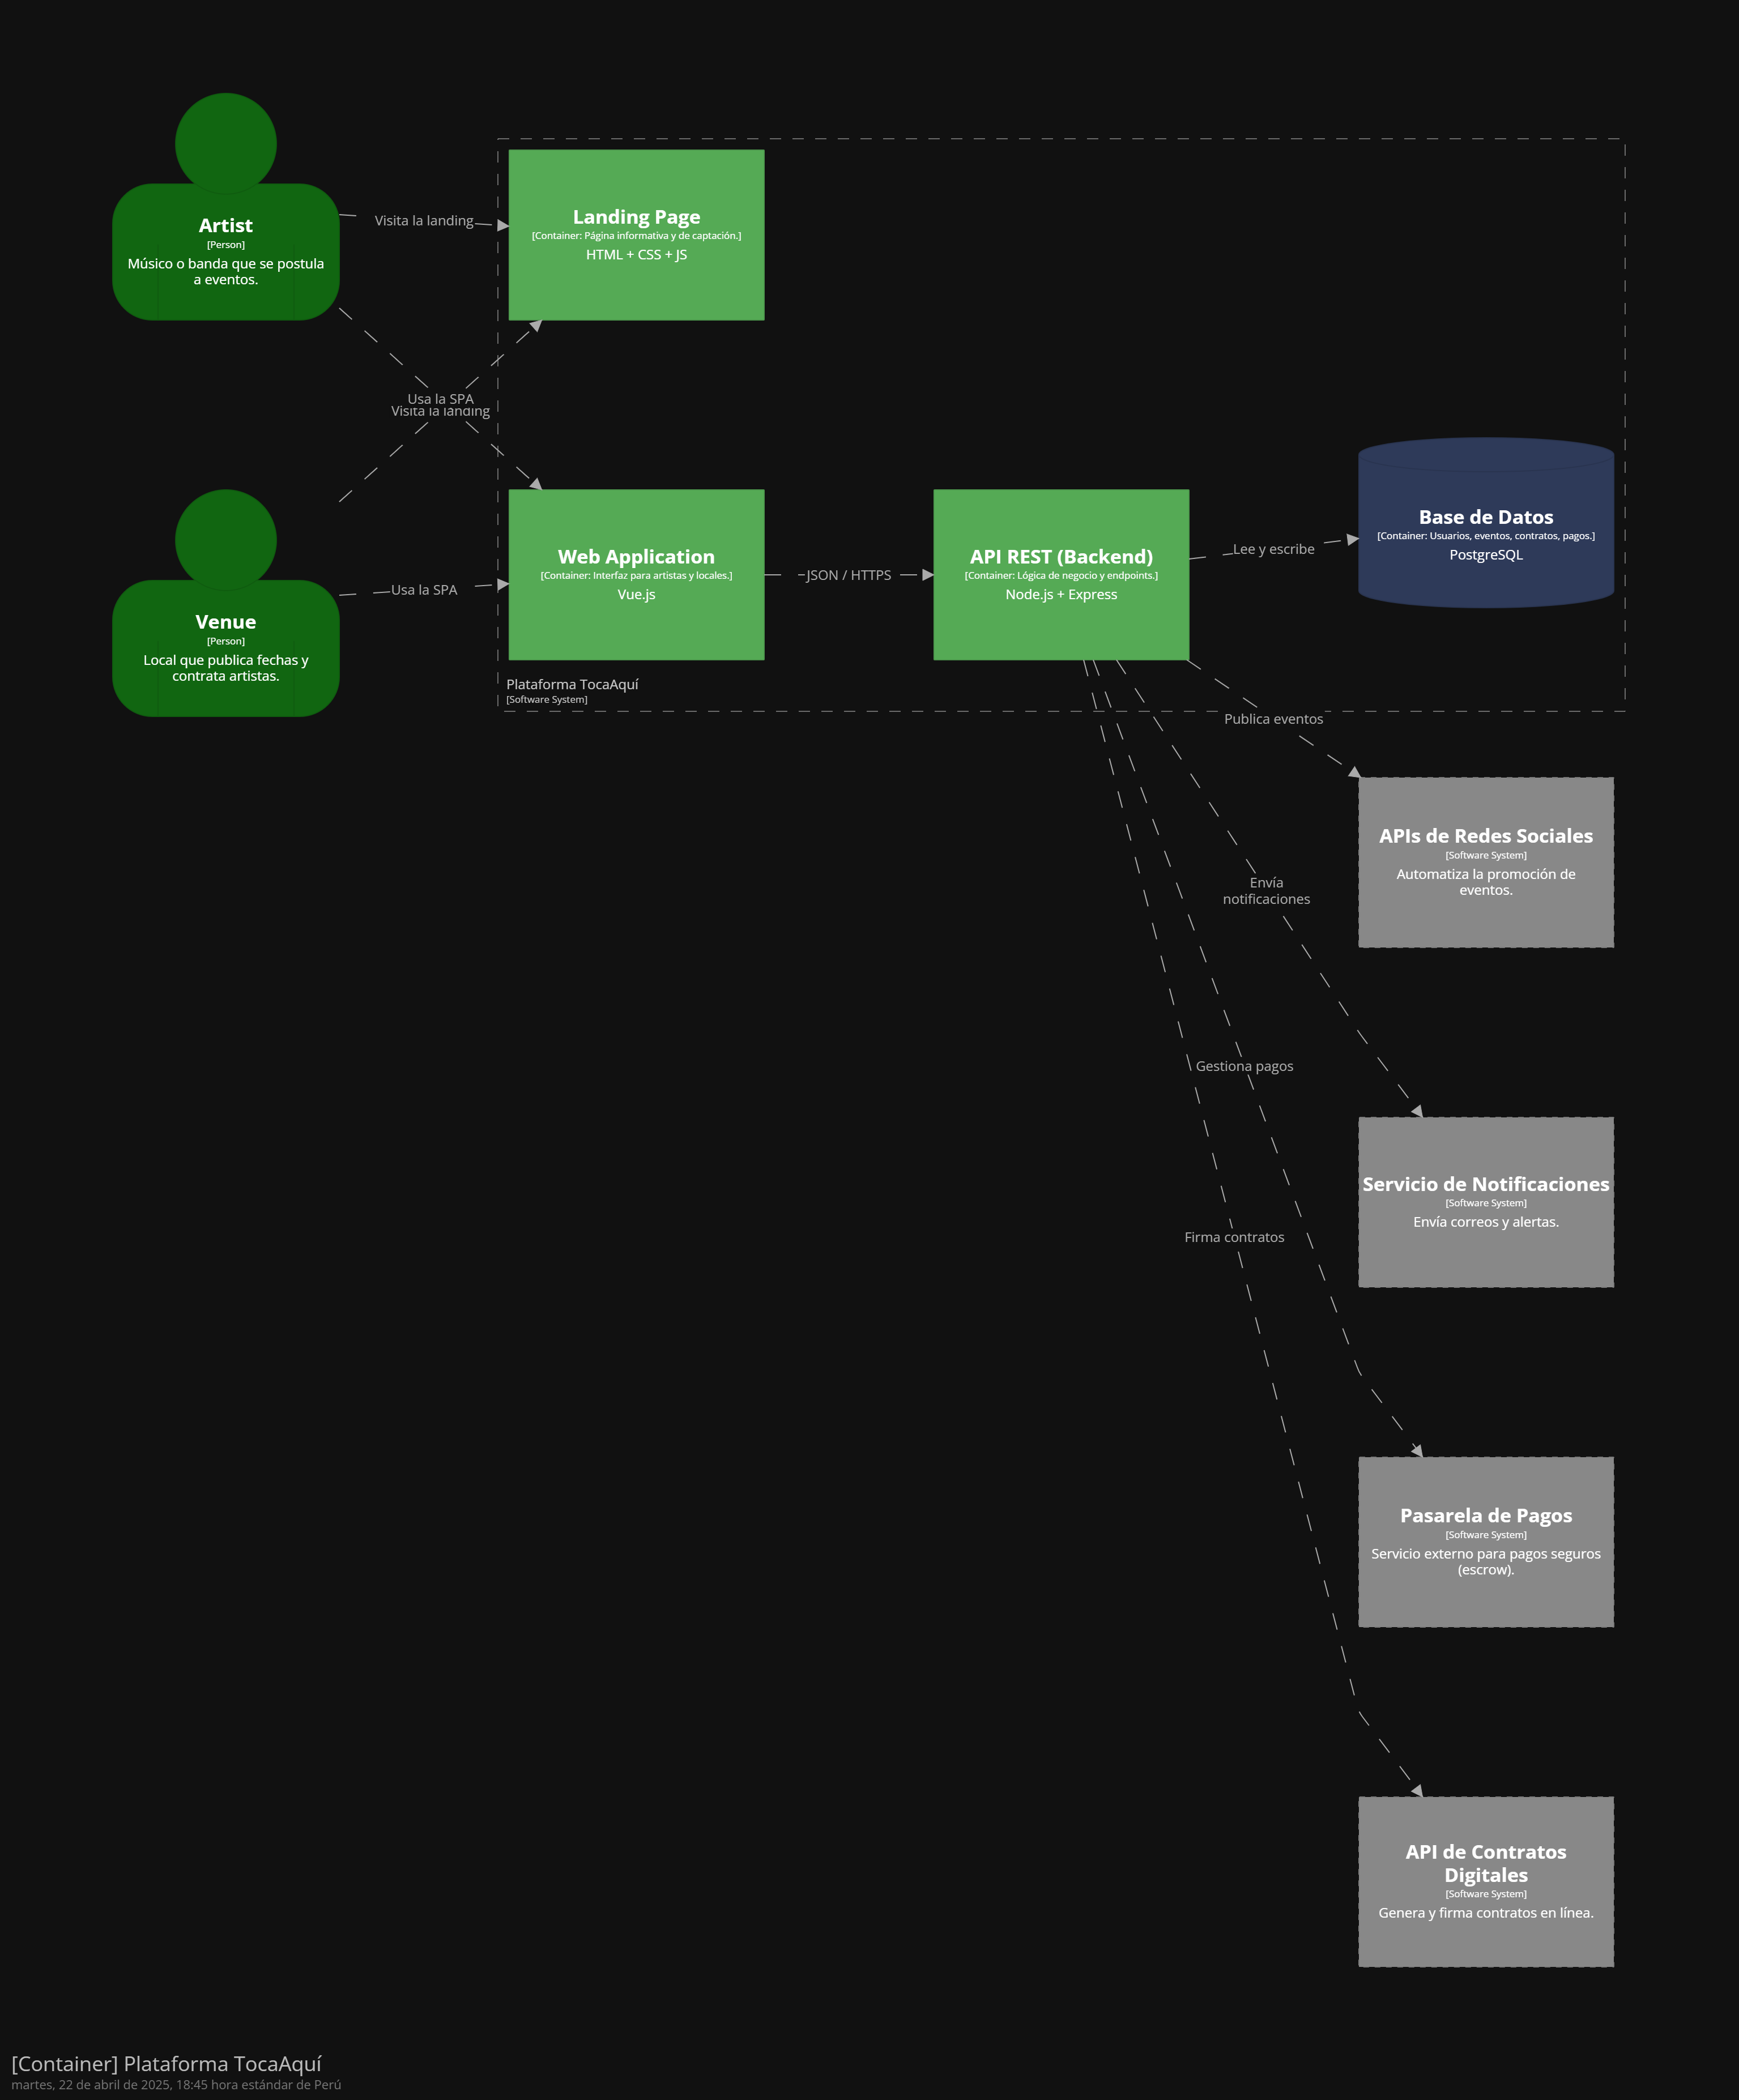 Artist
[Person]
Músico o banda que se postula
a eventos.
Visita la landing
Landing Page
[Container: Página informativa y de captación.]
HTML + CSS + JS
Usa la SPA
Visita la landing
Venue
[Person]
Local que publica fechas y
contrata artistas.
Usa la SPA
Web Application
[Container: Interfaz para artistas y locales.]
Vue.js
JSON / HTTPS
API REST (Backend)
[Container: Lógica de negocio y endpoints.]
Node.js + Express
Lee y escribe
Base de Datos
[Container: Usuarios, eventos, contratos, pagos.]
PostgreSQL
Plataforma TocaAquí
[Software System]
Publica eventos
APIs de Redes Sociales
[Software System]
Automatiza la promoción de
eventos.
Envía
notificaciones
Servicio de Notificaciones
[Software System]
Envía correos y alertas.
Gestiona pagos
Pasarela de Pagos
[Software System]
Servicio externo para pagos seguros
(escrow).
Firma contratos
API de Contratos
Digitales
[Software System]
Genera y firma contratos en línea.
[Container] Plataforma TocaAquí
martes, 22 de abril de 2025, 18:45 hora estándar de Perú